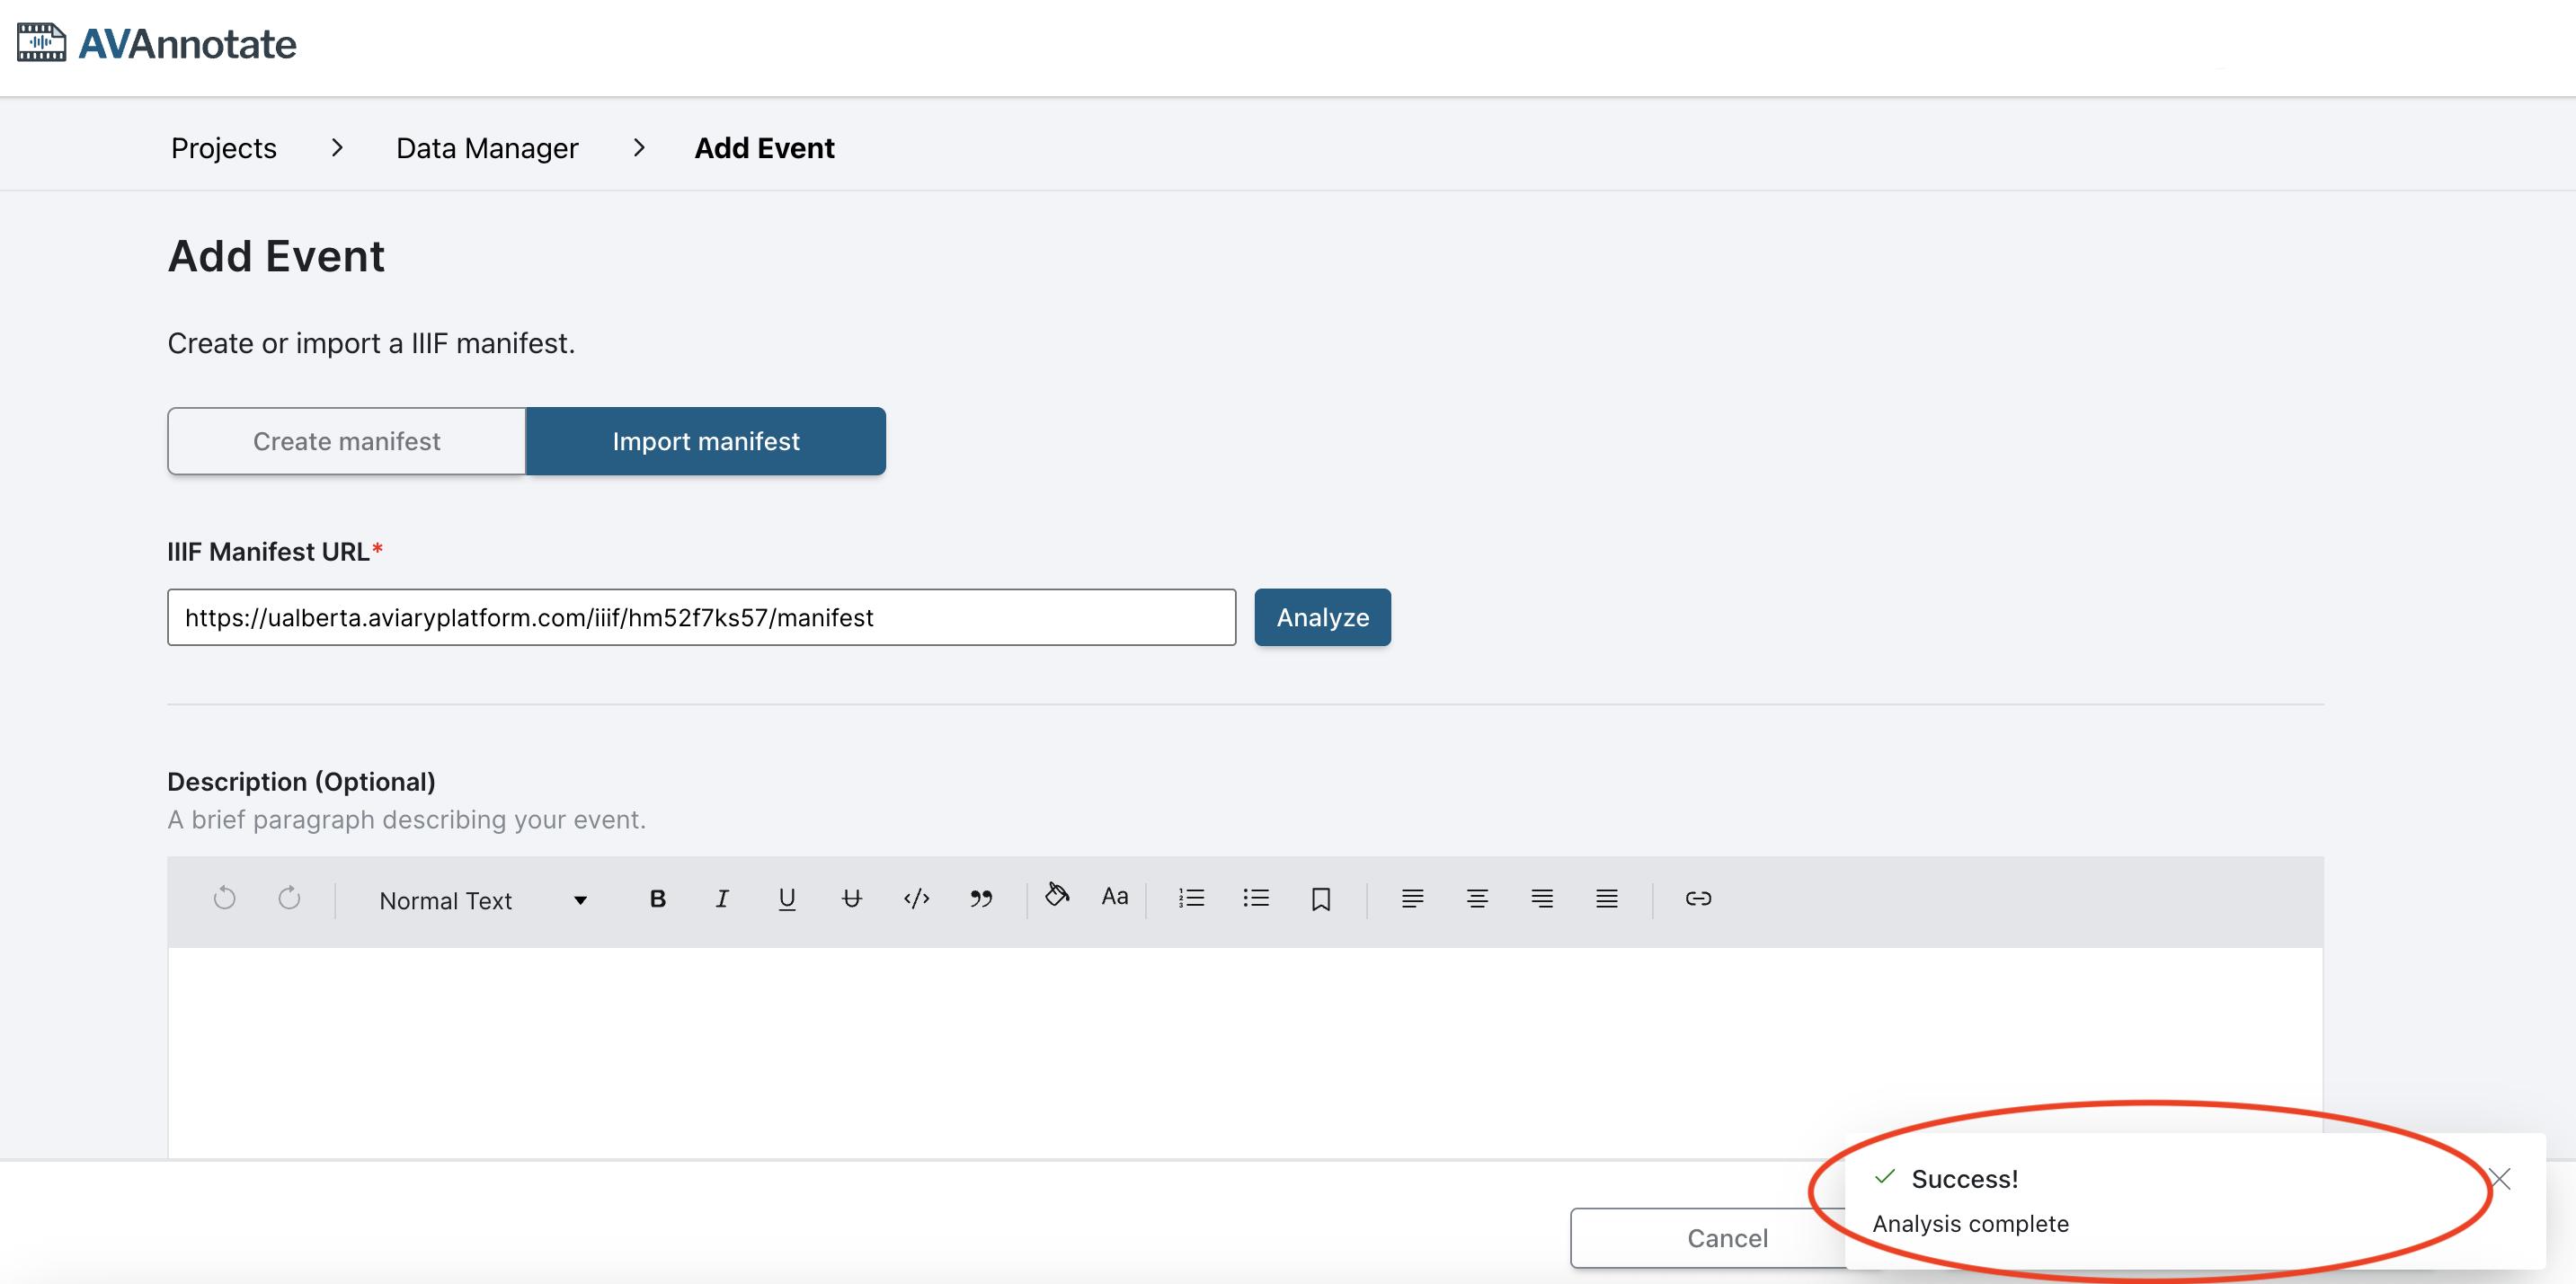 AVAnnotate
Projects > Data Manager > Add Event
Add Event
Create or import a IIIF manifest.
Create manifest Import manifest
IIIF Manifest URL*
https://ualberta.aviaryplatform.com/iiif/hm52f7ks57/manifest Analyze
Description (Optional)
A brief paragraph describing your event.
Normal Text B I U U </> Aa
Success!
Analysis complete
Cancel